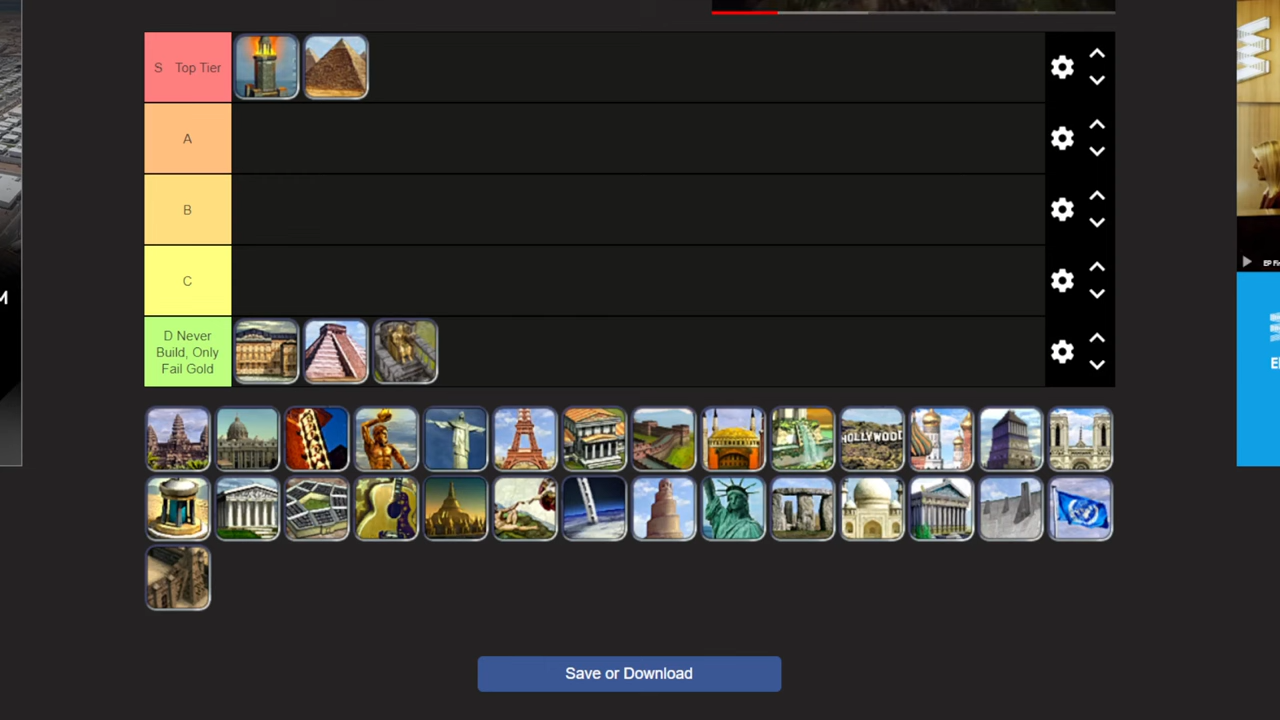 S Top Tier
A
B
C
D Never
Build, Only
Fail Gold
M
HOLLYWOOD
Save or Download